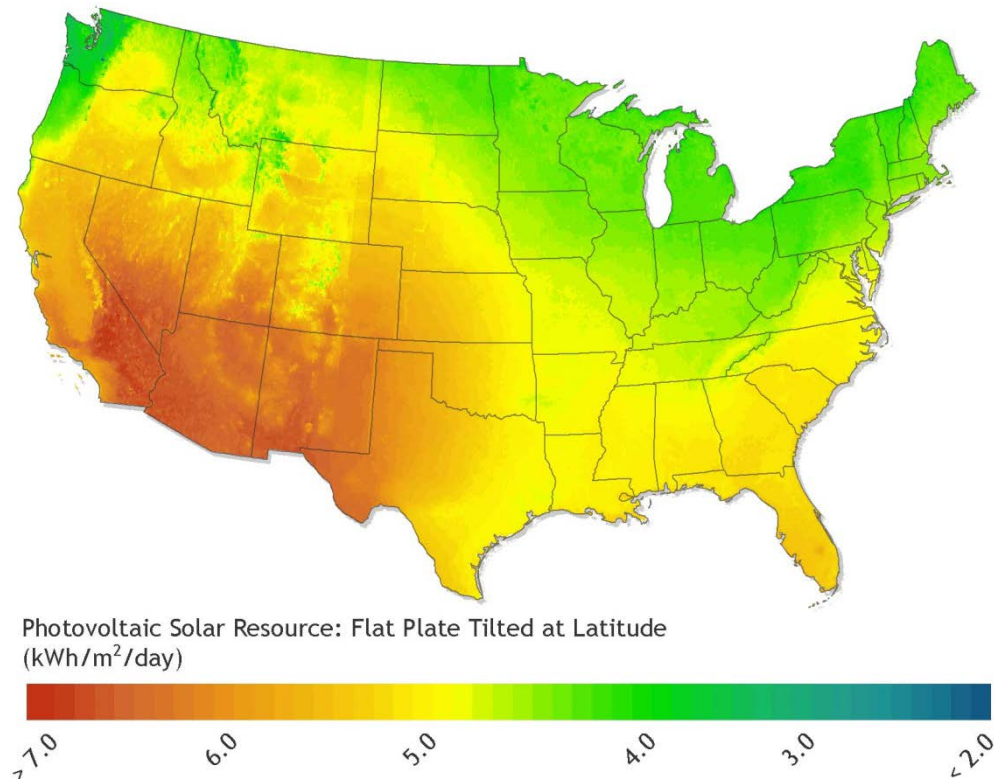 Photovoltaic Solar Resource: Flat Plate Tilted at Latitude
(kWh/m²/day)
> 7.0 6.0 5.0 4.0 3.0 < 2.0